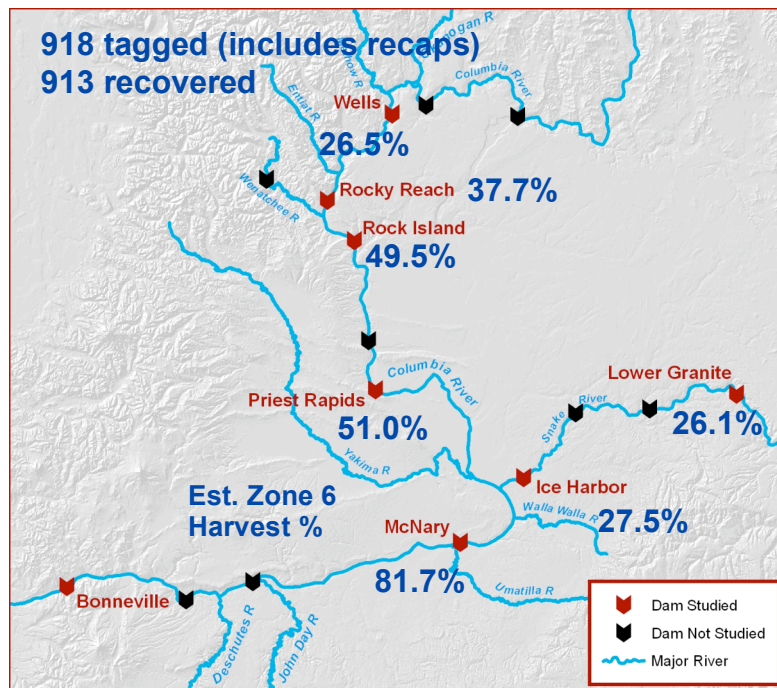 918 tagged (includes recaps)
913 recovered
Columbia River
Wells
Entiat R
26.5%
Rocky Reach
37.7%
Wenatchee R
Rock Island
49.5%
Columbia River
Lower Granite
Priest Rapids
51.0%
Snake River
26.1%
Yakima R
Ice Harbor
Est. Zone 6
Harvest %
Walla Walla R
27.5%
McNary
81.7%
Umatilla R
Bonneville
Deschutes R
John Day R
Dam Studied
Dam Not Studied
Major River